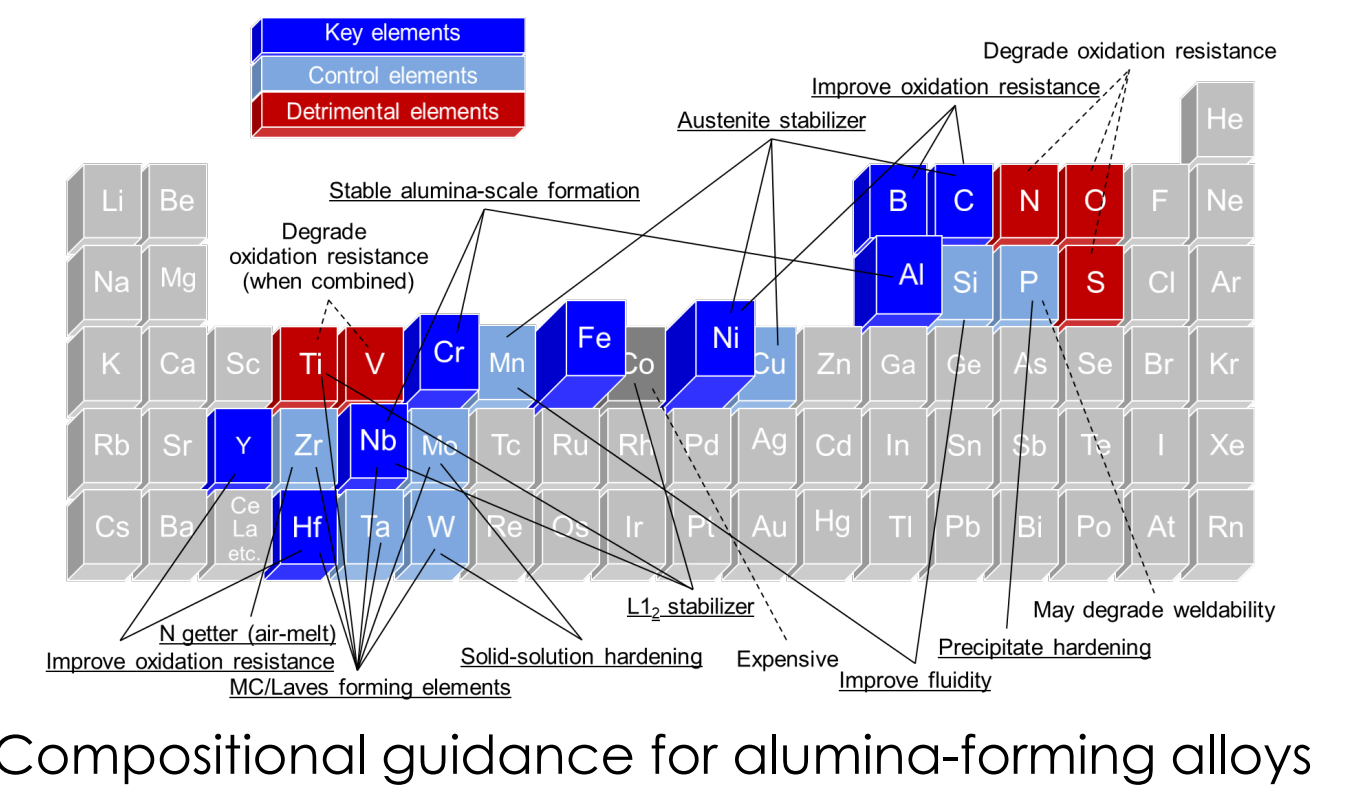 Key elements
Control elements
Detrimental elements
Degrade oxidation resistance
Improve oxidation resistance
Austenite stabilizer
Stable alumina-scale formation
Degrade
oxidation resistance
(when combined)
He
Li Be B C N O F Ne
Na Mg Al Si P S Cl Ar
K Ca Sc Ti V Cr Mn Fe Co Ni Cu Zn Ga Ge As Se Br Kr
Rb Sr Y Zr Nb Mo Tc Ru Rh Pd Ag Cd In Sn Sb Te I Xe
Cs Ba Ce
La
etc.
Hf Ta W Re Os Ir Pt Au Hg Tl Pb Bi Po At Rn
L1₂ stabilizer
May degrade weldability
N getter (air-melt)
Improve oxidation resistance
MC/Laves forming elements
Solid-solution hardening
Expensive
Improve fluidity
Precipitate hardening
Compositional guidance for alumina-forming alloys